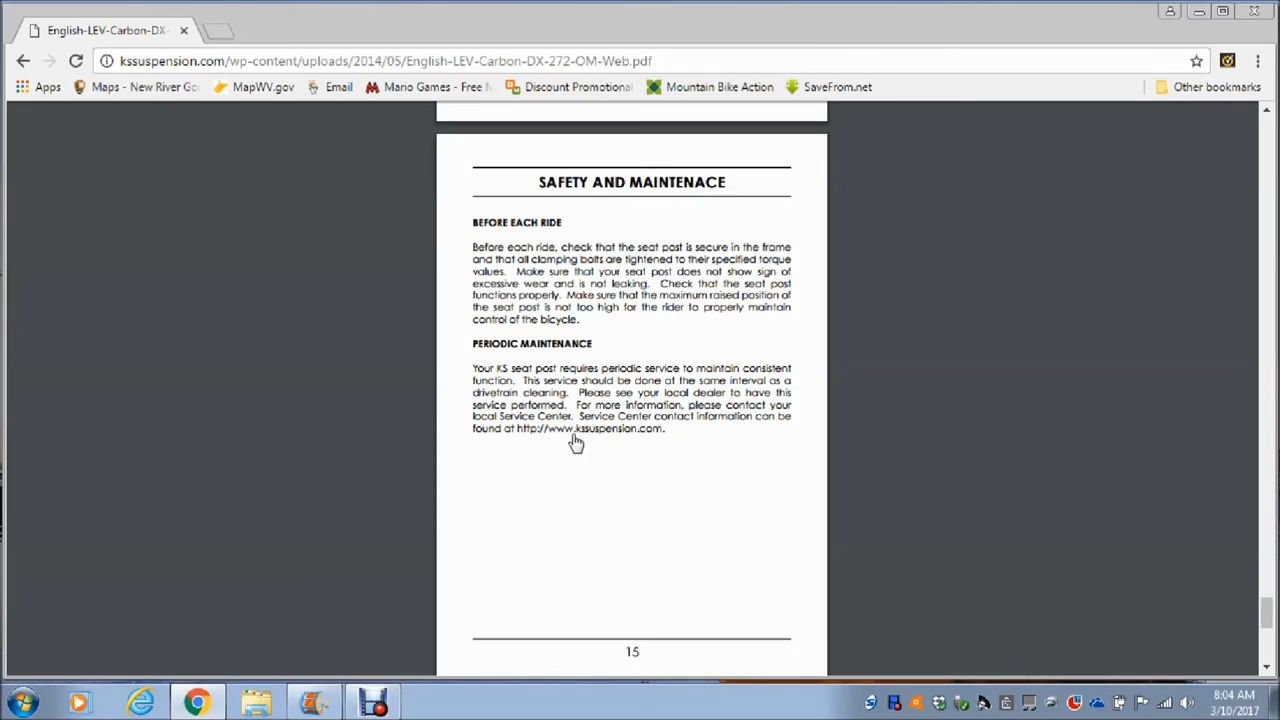 English-LEV-Carbon-DX-
kssuspension.com/wp-content/uploads/2014/05/English-LEV-Carbon-DX-272-OM-Web.pdf
Apps Maps - New River Go MapWV.gov Email Mario Games - Free M Discount Promotional Mountain Bike Action SaveFrom.net Other bookmarks
SAFETY AND MAINTENACE
BEFORE EACH RIDE
Before each ride, check that the seat post is secure in the frame
and that all clamping bolts are tightened to their specified torque
values. Make sure that your seat post does not show sign of
excessive wear and is not leaking. Check that the seat post
functions properly. Make sure that the maximum raised position of
the seat post is not too high for the rider to properly maintain
control of the bicycle.
PERIODIC MAINTENANCE
Your KS seat post requires periodic service to maintain consistent
function. This service should be done at the same interval as a
drivetrain cleaning. Please see your local dealer to have this
service performed. For more information, please contact your
local Service Center. Service Center contact information can be
found at http://www.kssuspension.com.
15
8:04 AM
3/10/2017